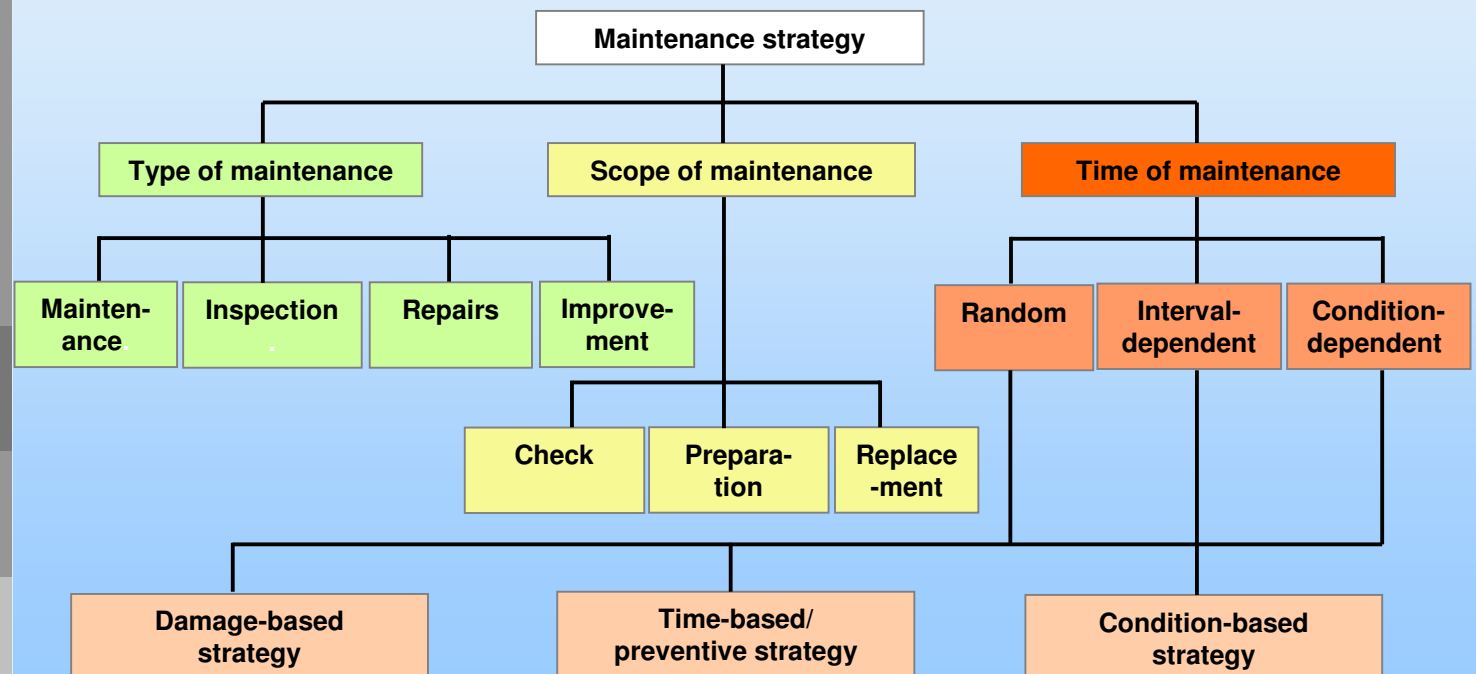 Maintenance strategy
Type of maintenance
Scope of maintenance
Time of maintenance
Mainten-
ance.
Inspection
.
Repairs
Improve-
ment
Random
Interval-
dependent
Condition-
dependent
Check
Prepara-
tion
Replace
-ment
Damage-based
strategy
Time-based/
preventive strategy
Condition-based
strategy